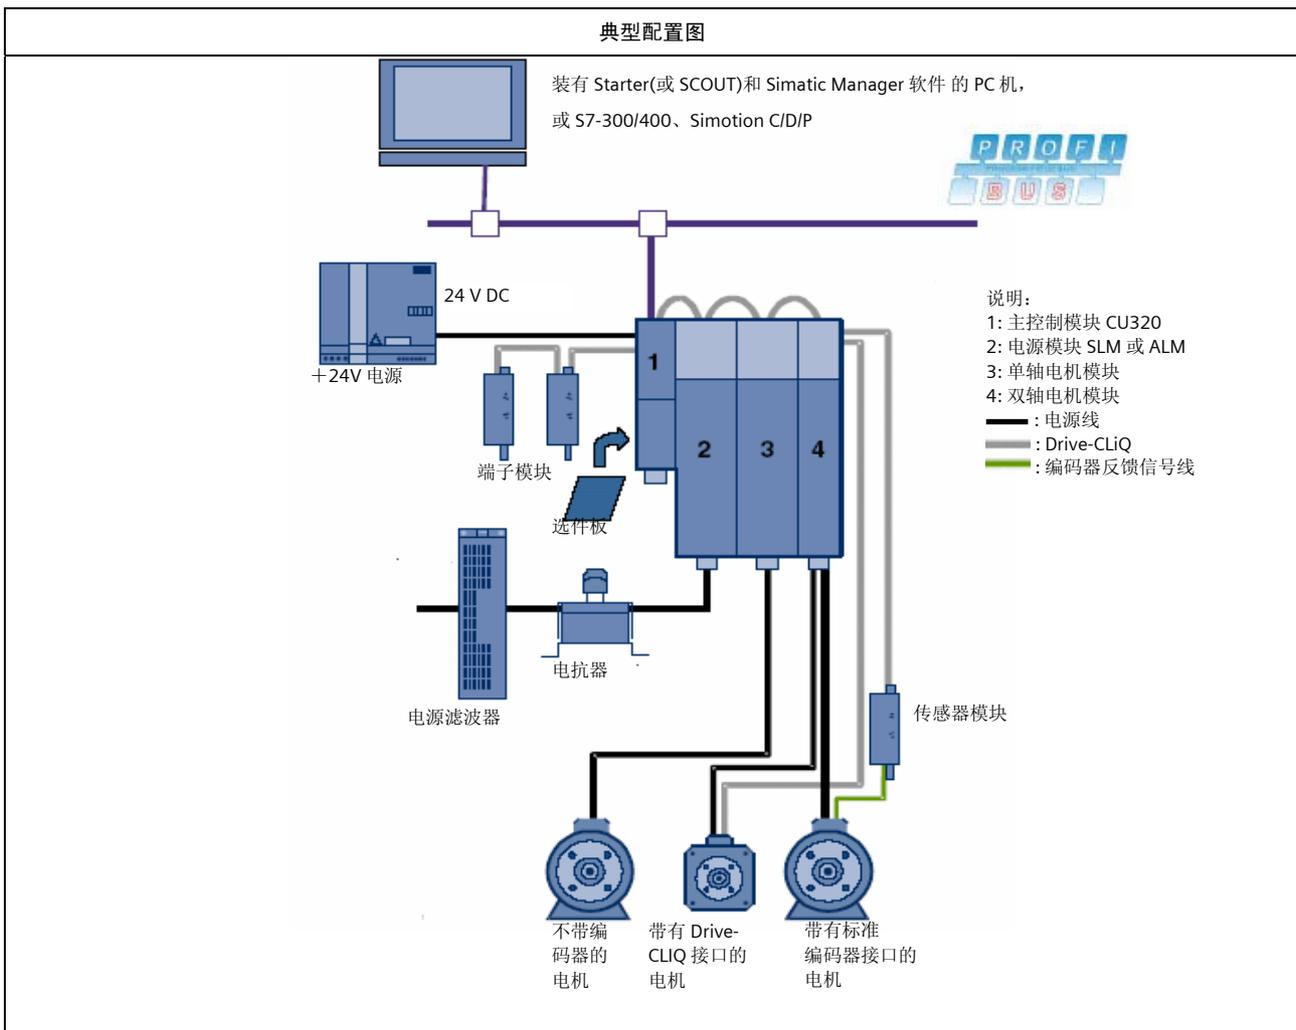 典型配置图
装有 Starter(或 SCOUT)和 Simatic Manager 软件 的 PC 机，
或 S7-300/400、Simotion C/D/P
PROFI
BUS
24 V DC
＋24V 电源
说明：
1: 主控制模块 CU320
2: 电源模块 SLM 或 ALM
3: 单轴电机模块
4: 双轴电机模块
: 电源线
: Drive-CLiQ
: 编码器反馈信号线
1
2
3
4
端子模块
选件板
电抗器
电源滤波器
传感器模块
不带编
码器的
电机
带有 Drive-
CLIQ 接口的
电机
带有标准
编码器接口的
电机